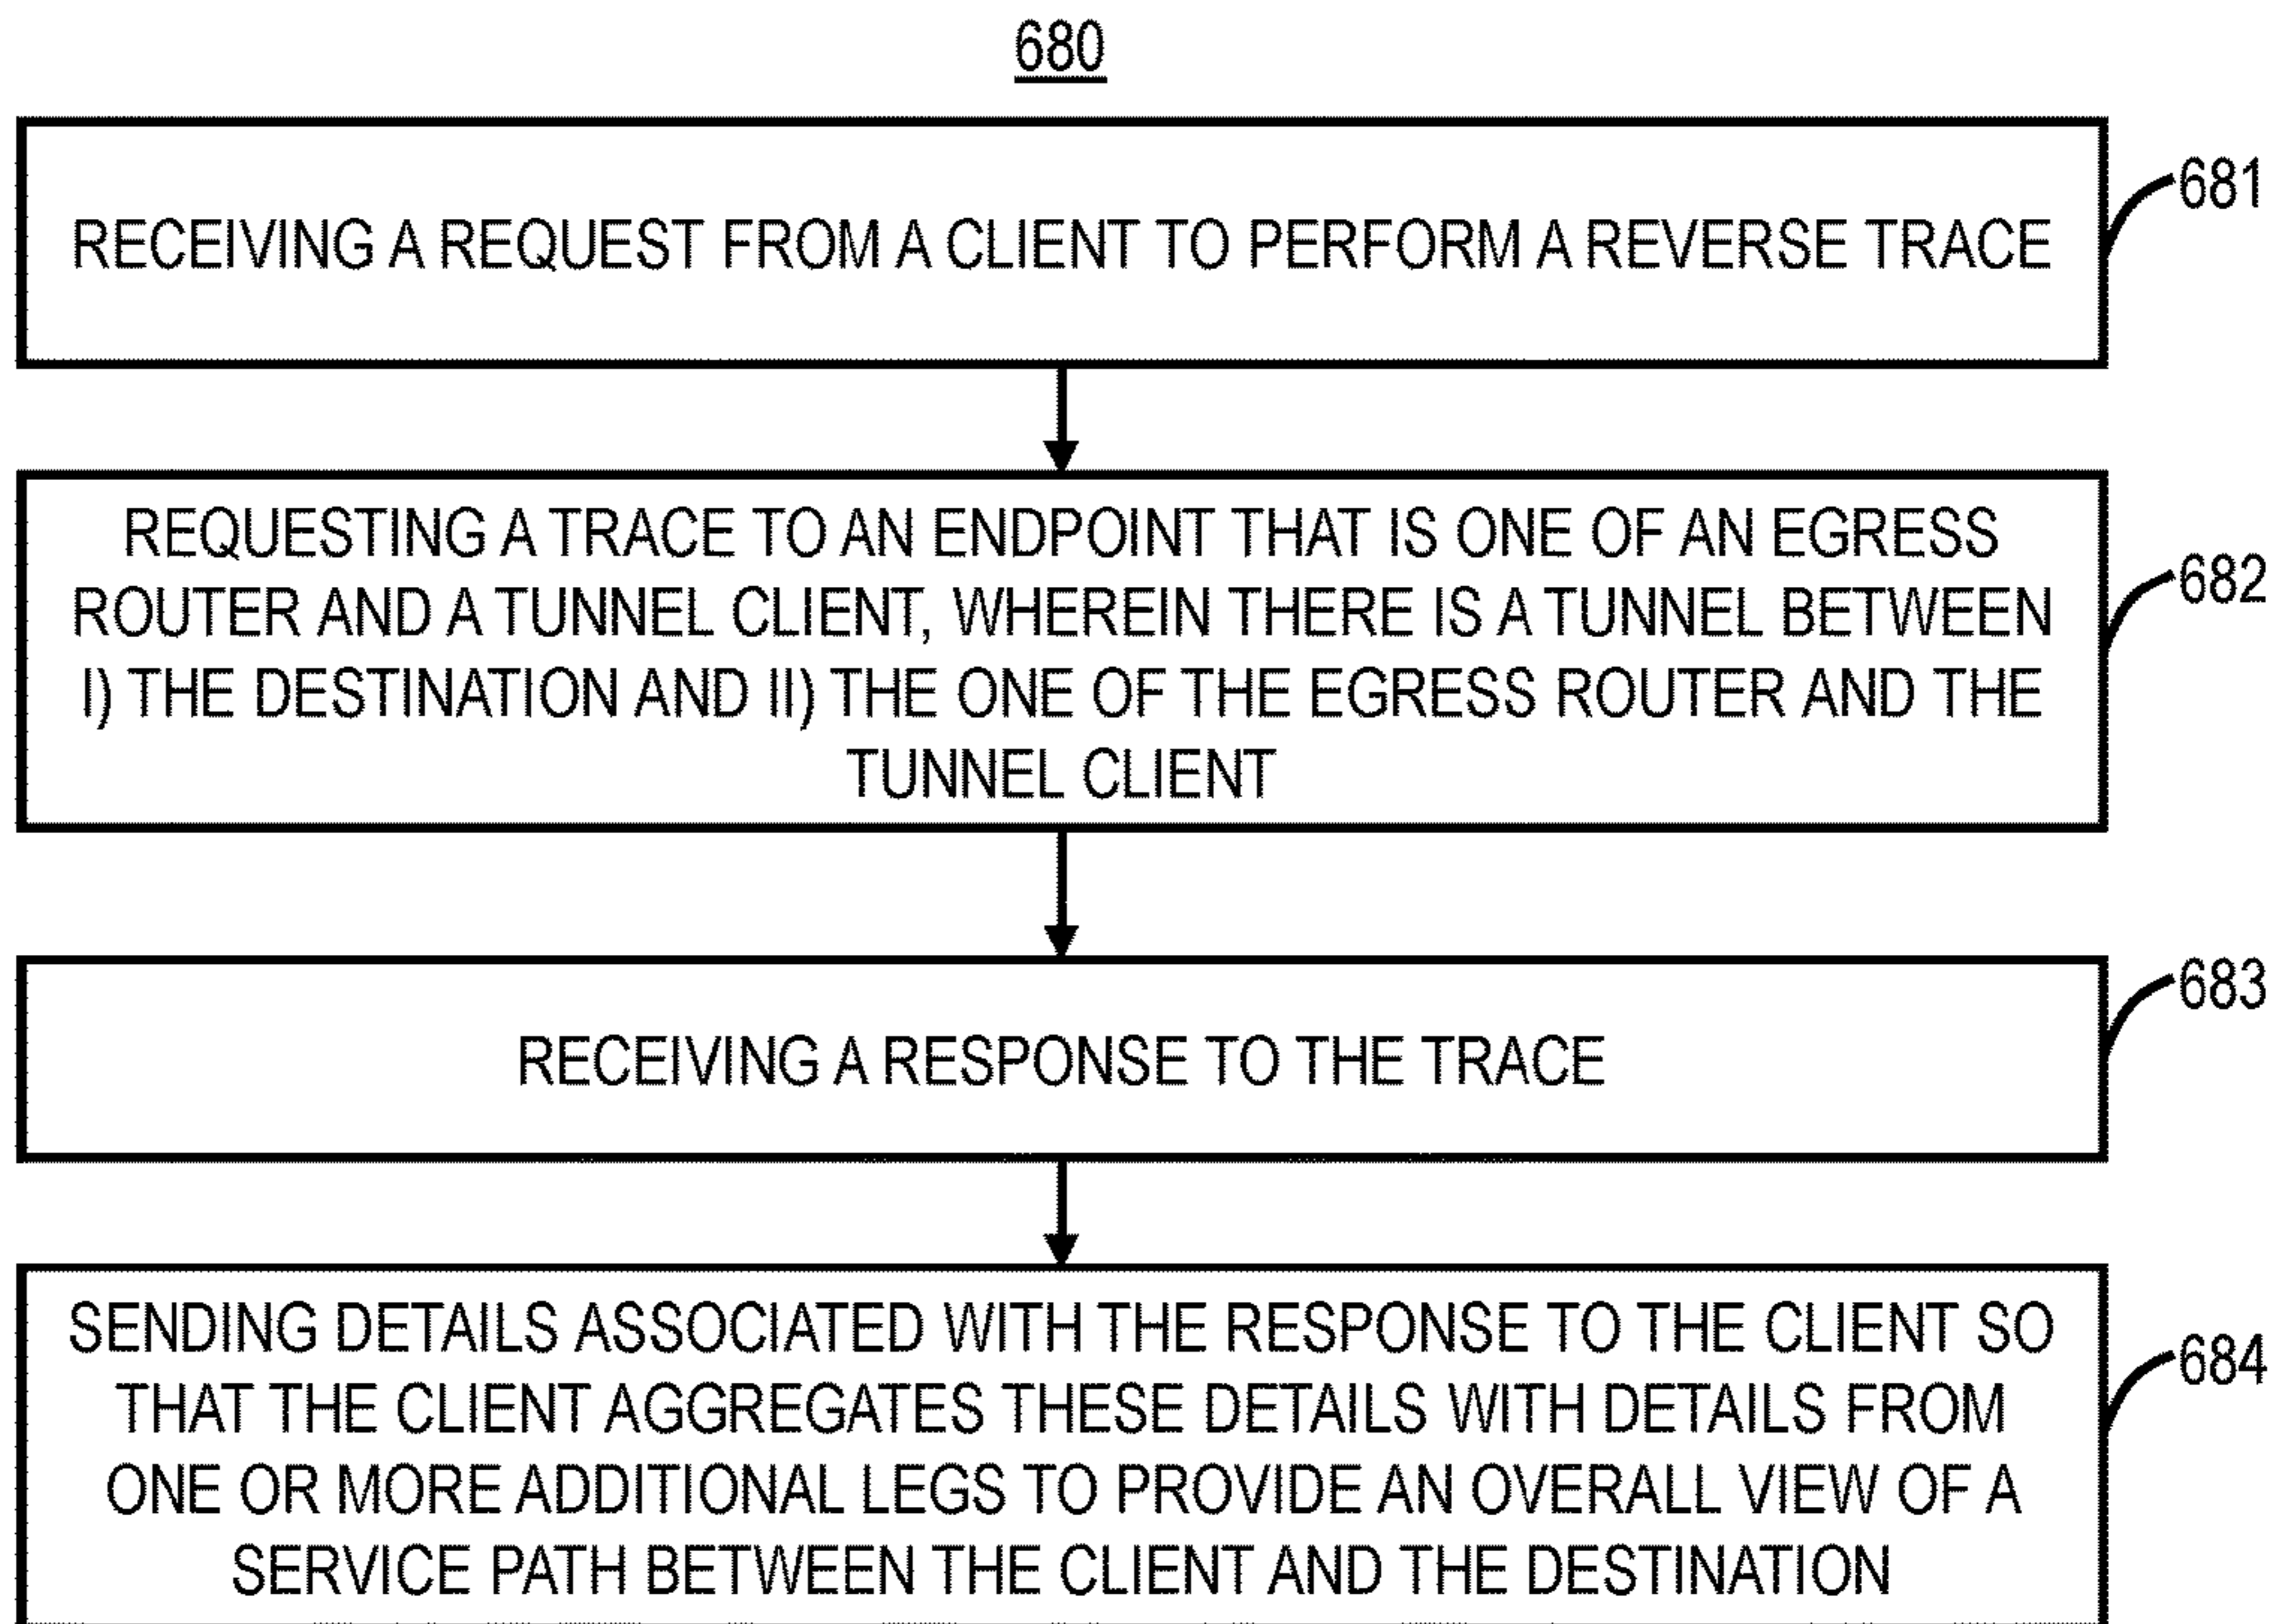 680
RECEIVING A REQUEST FROM A CLIENT TO PERFORM A REVERSE TRACE
681
REQUESTING A TRACE TO AN ENDPOINT THAT IS ONE OF AN EGRESS
ROUTER AND A TUNNEL CLIENT, WHEREIN THERE IS A TUNNEL BETWEEN
I) THE DESTINATION AND II) THE ONE OF THE EGRESS ROUTER AND THE
TUNNEL CLIENT
682
RECEIVING A RESPONSE TO THE TRACE
683
SENDING DETAILS ASSOCIATED WITH THE RESPONSE TO THE CLIENT SO
THAT THE CLIENT AGGREGATES THESE DETAILS WITH DETAILS FROM
ONE OR MORE ADDITIONAL LEGS TO PROVIDE AN OVERALL VIEW OF A
SERVICE PATH BETWEEN THE CLIENT AND THE DESTINATION
684